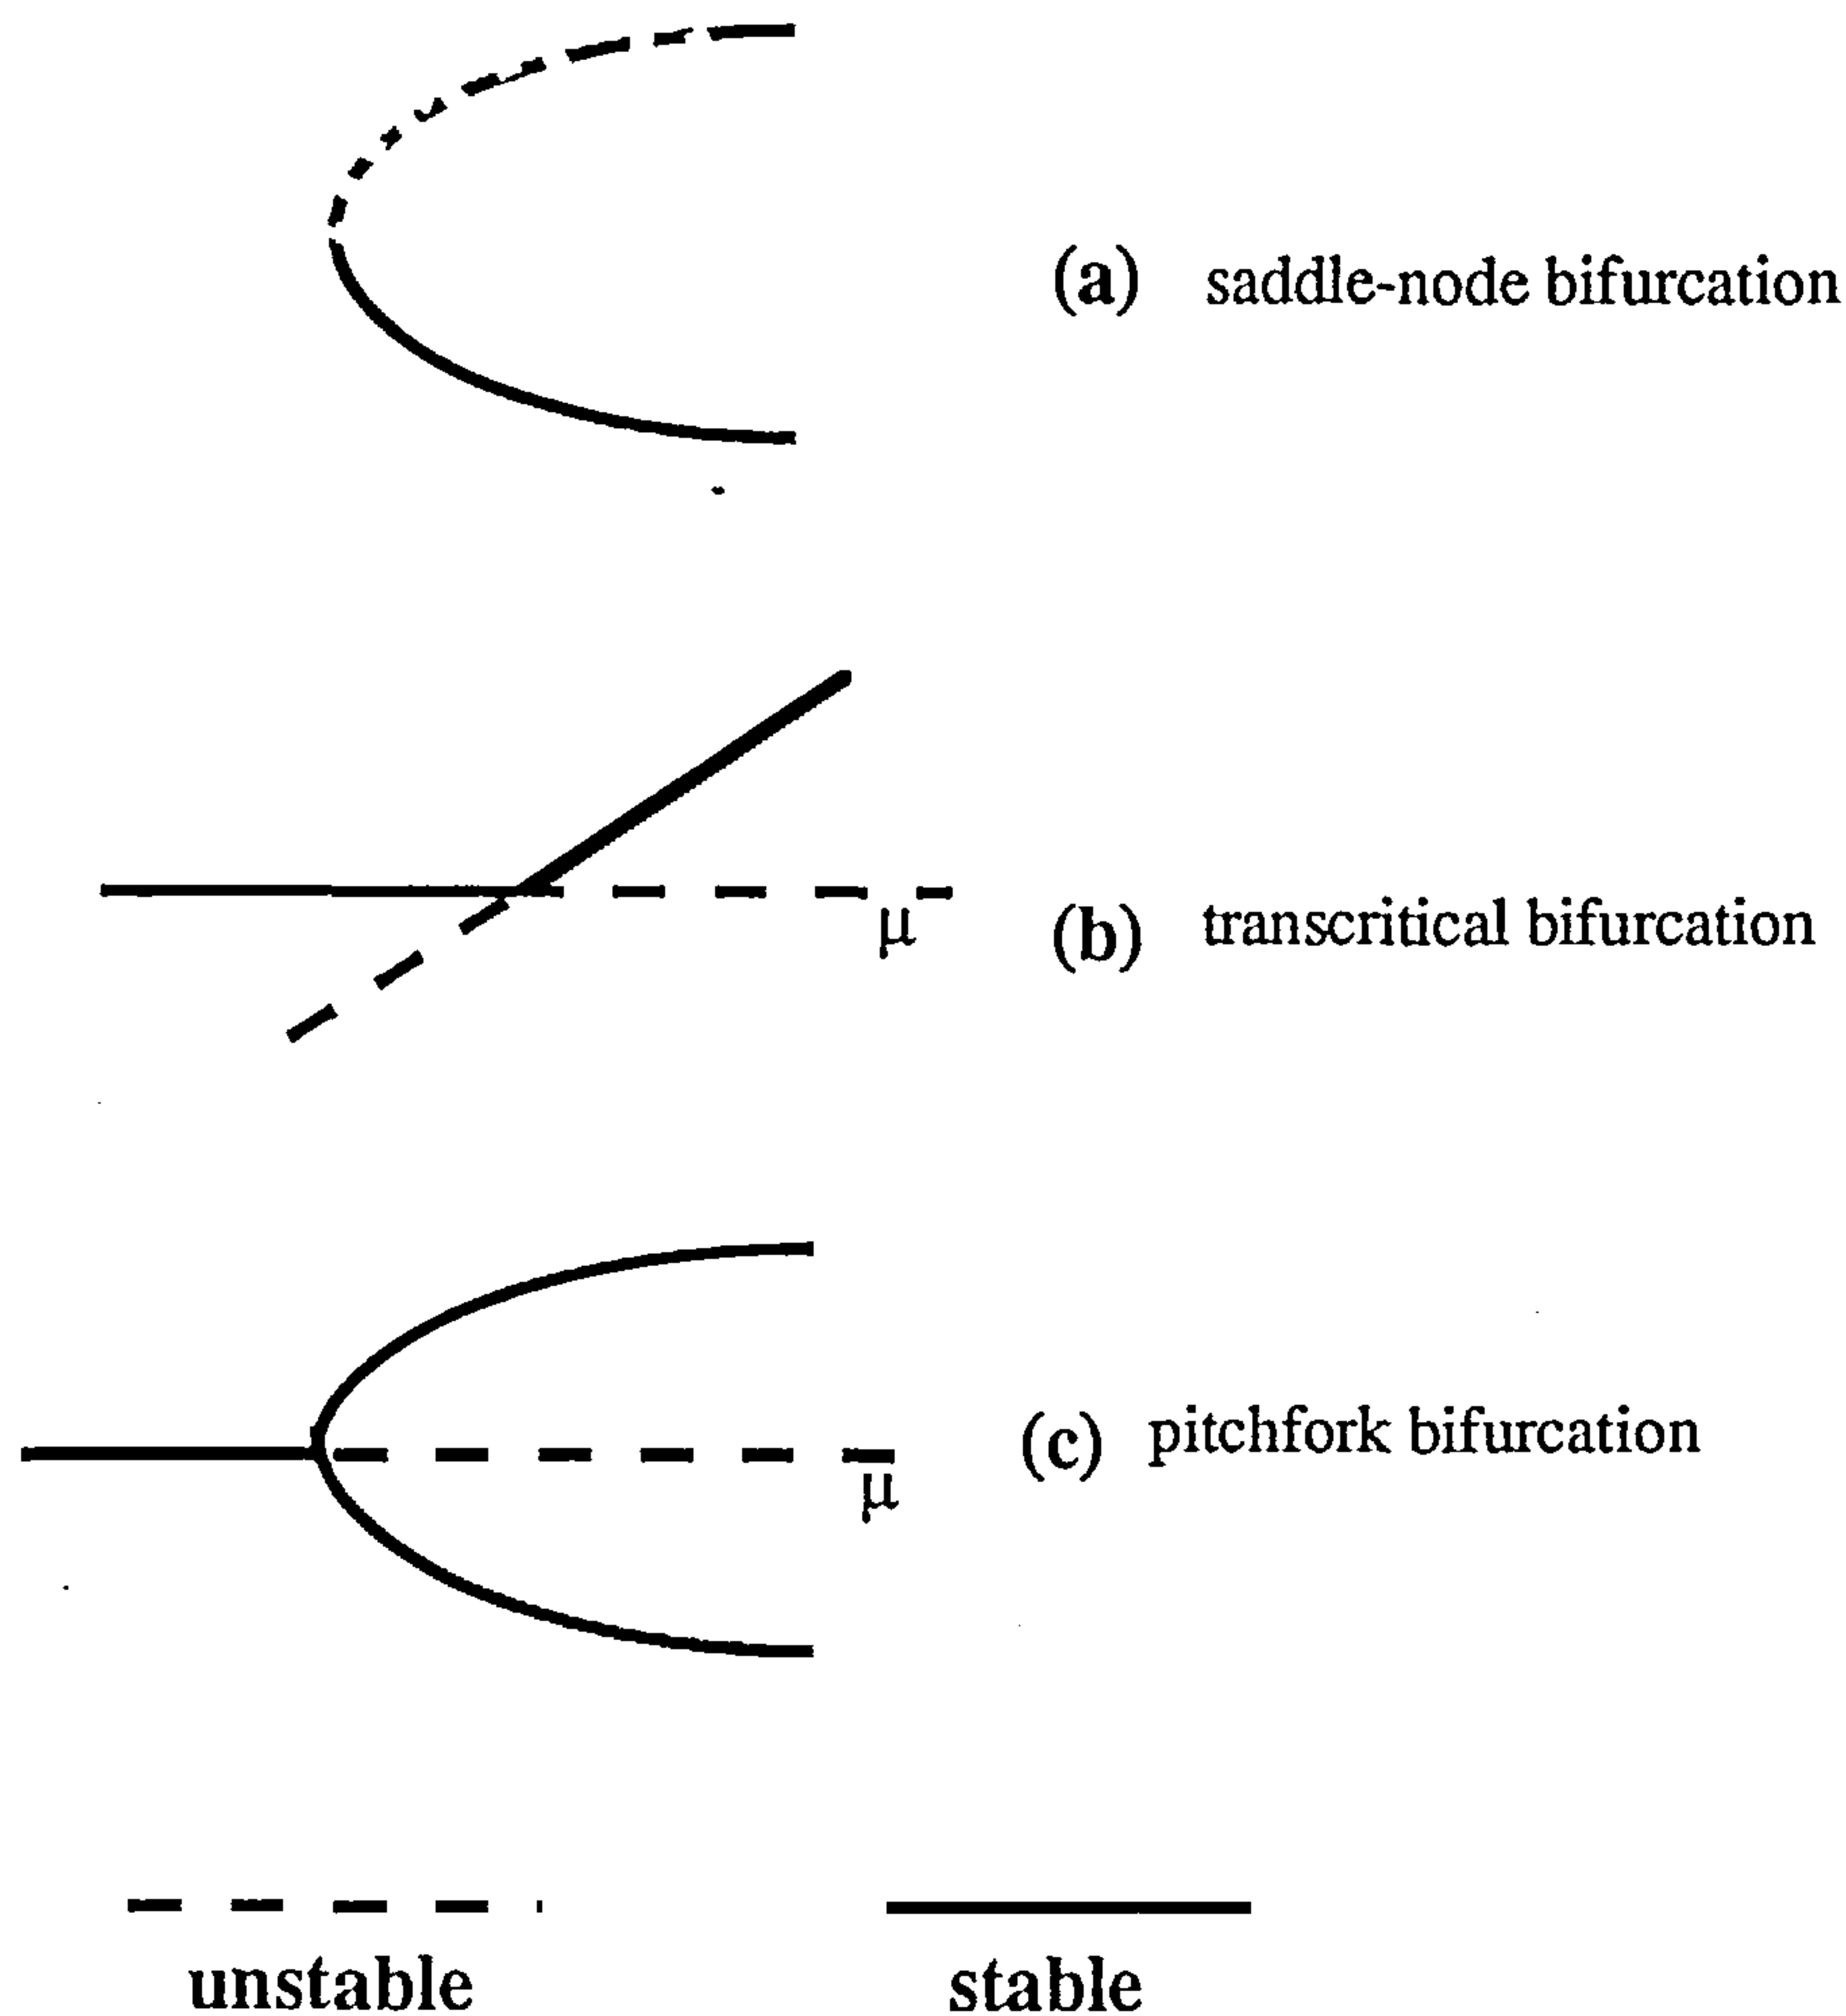 (a) saddle-node bifurcation
μ
(b) transcritical bifurcation
(c) pitchfork bifurcation
μ
unstable stable